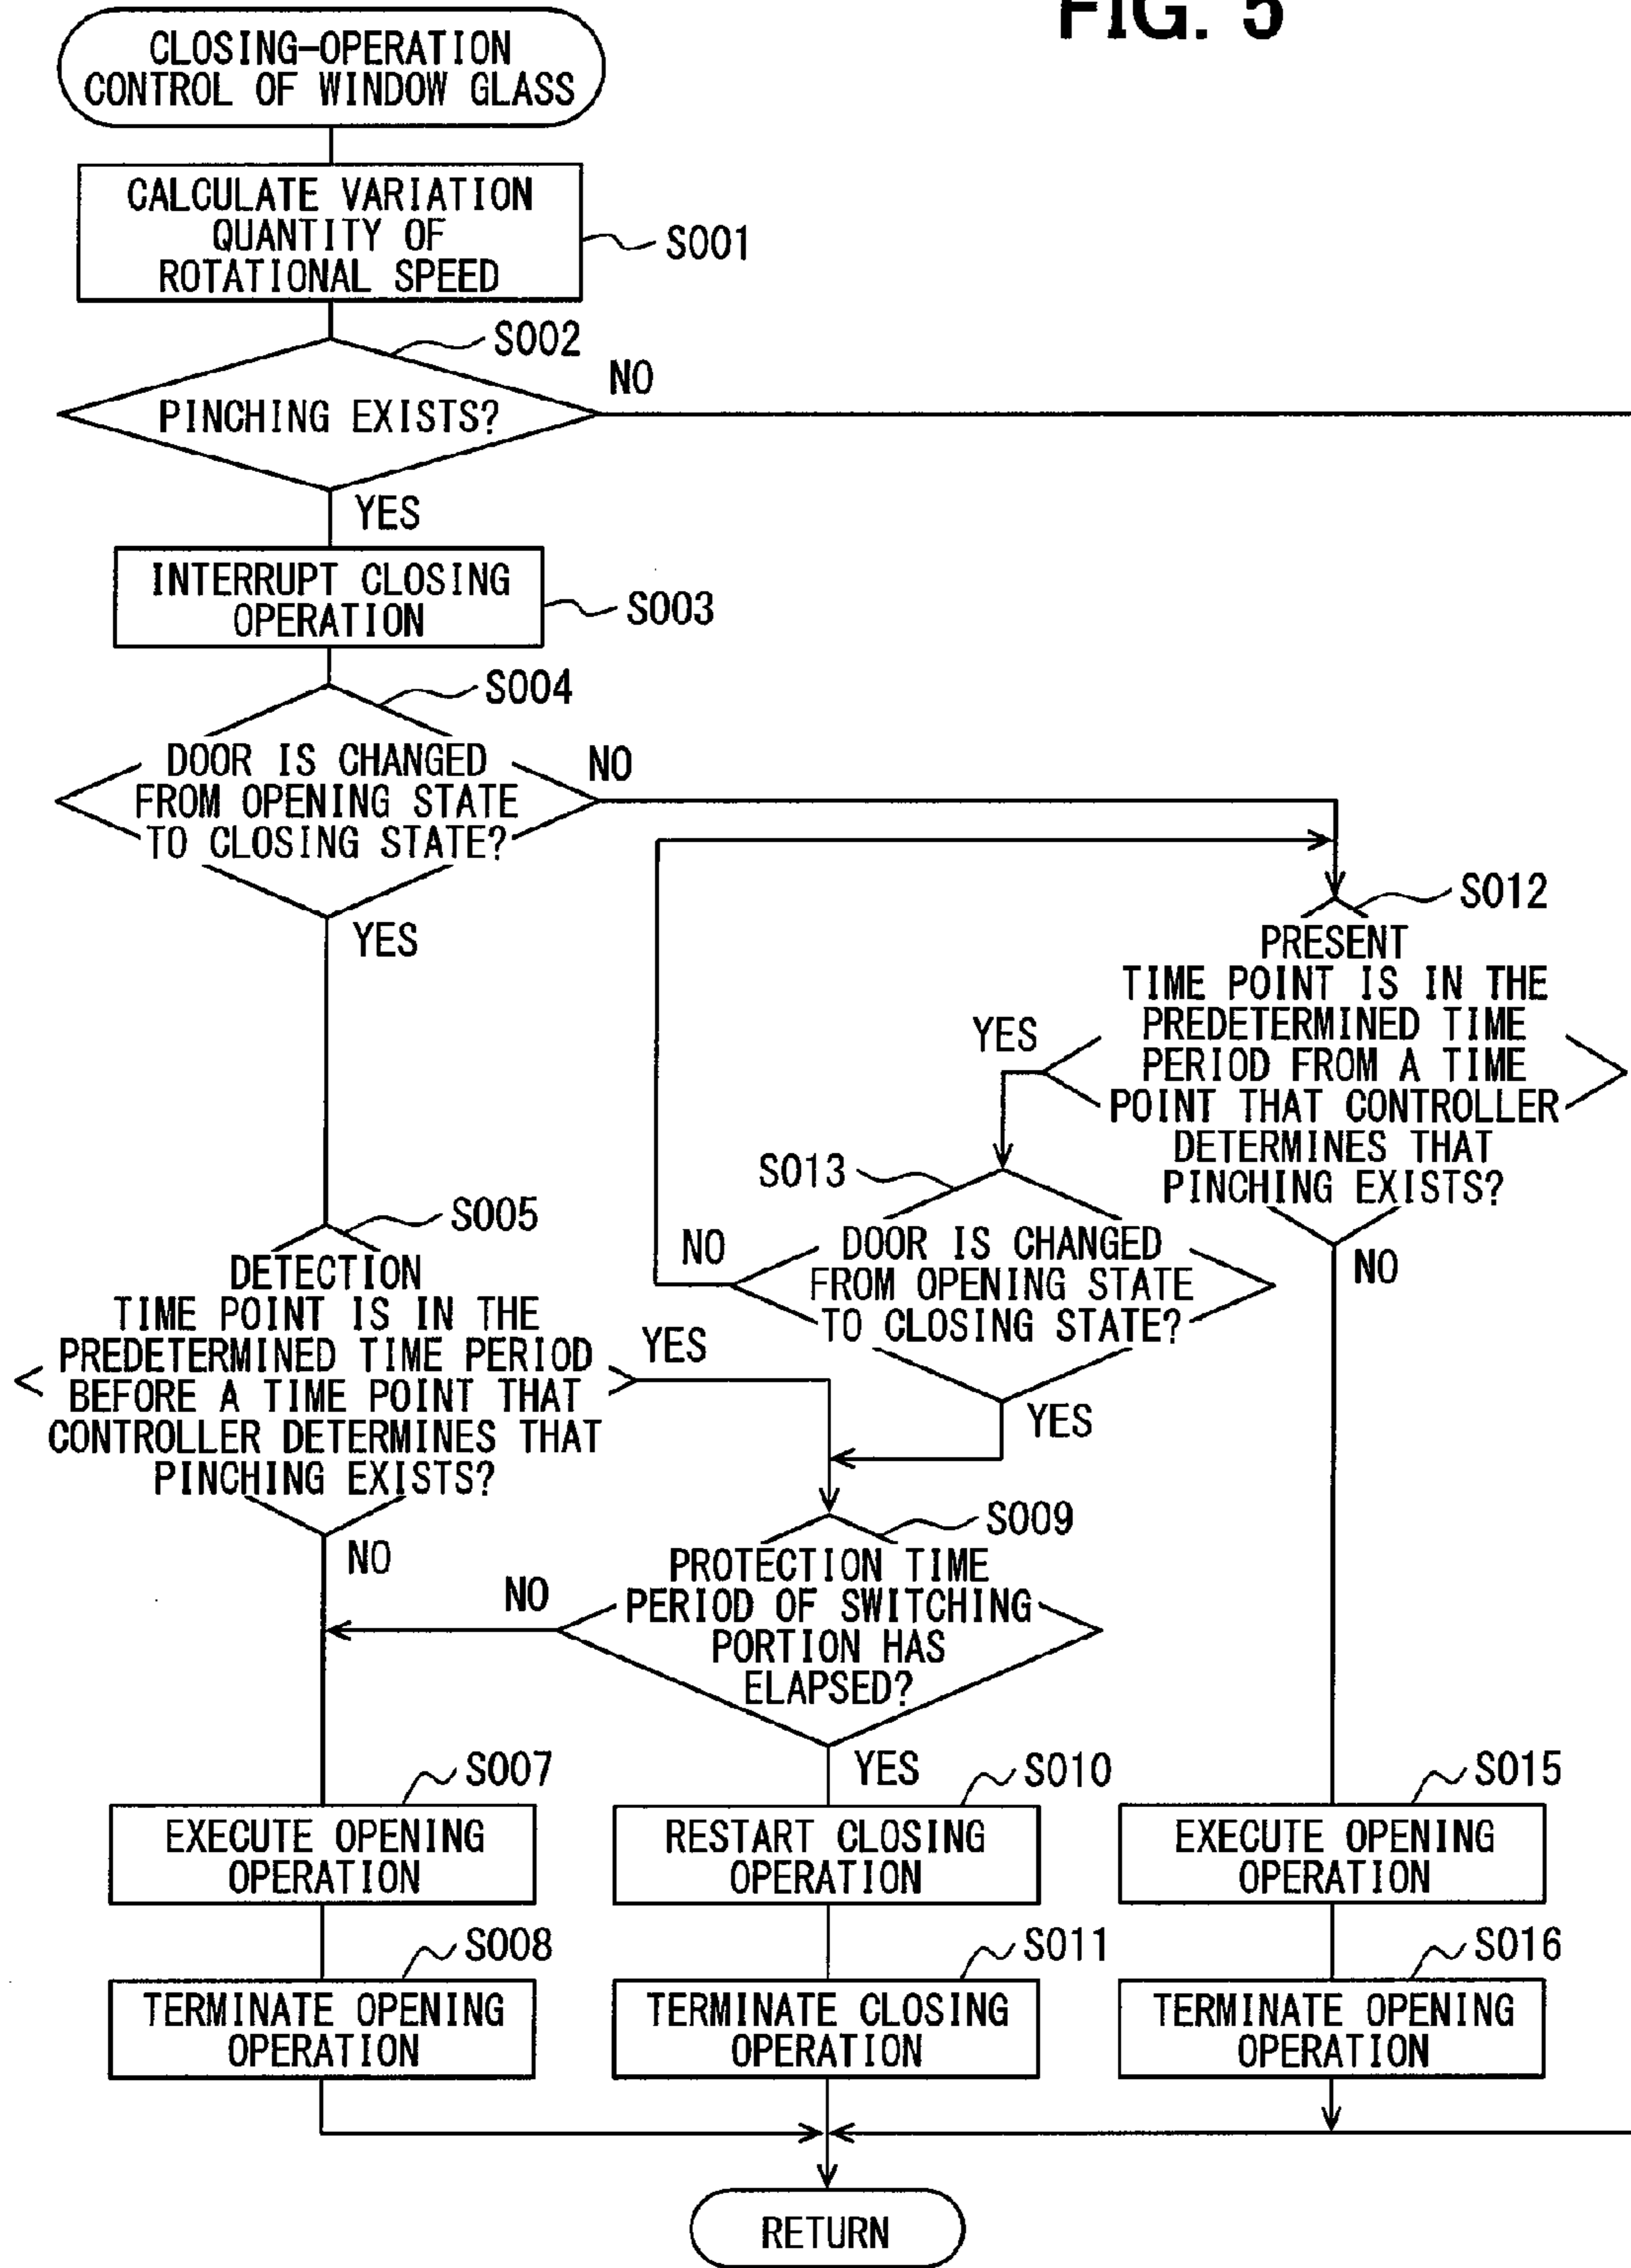 FIG. 5
CLOSING-OPERATION
CONTROL OF WINDOW GLASS
CALCULATE VARIATION
QUANTITY OF
ROTATIONAL SPEED
S001
S002
PINCHING EXISTS?
NO
YES
INTERRUPT CLOSING
OPERATION
S003
S004
DOOR IS CHANGED
FROM OPENING STATE
TO CLOSING STATE?
NO
YES
S012
PRESENT
TIME POINT IS IN THE
PREDETERMINED TIME
PERIOD FROM A TIME
POINT THAT CONTROLLER
DETERMINES THAT
PINCHING EXISTS?
YES
NO
S013
DOOR IS CHANGED
FROM OPENING STATE
TO CLOSING STATE?
NO
YES
S005
DETECTION
TIME POINT IS IN THE
PREDETERMINED TIME PERIOD
BEFORE A TIME POINT THAT
CONTROLLER DETERMINES THAT
PINCHING EXISTS?
YES
NO
S009
PROTECTION TIME
PERIOD OF SWITCHING
PORTION HAS
ELAPSED?
NO
YES
S007
EXECUTE OPENING
OPERATION
S010
RESTART CLOSING
OPERATION
S015
EXECUTE OPENING
OPERATION
S008
TERMINATE OPENING
OPERATION
S011
TERMINATE CLOSING
OPERATION
S016
TERMINATE OPENING
OPERATION
RETURN